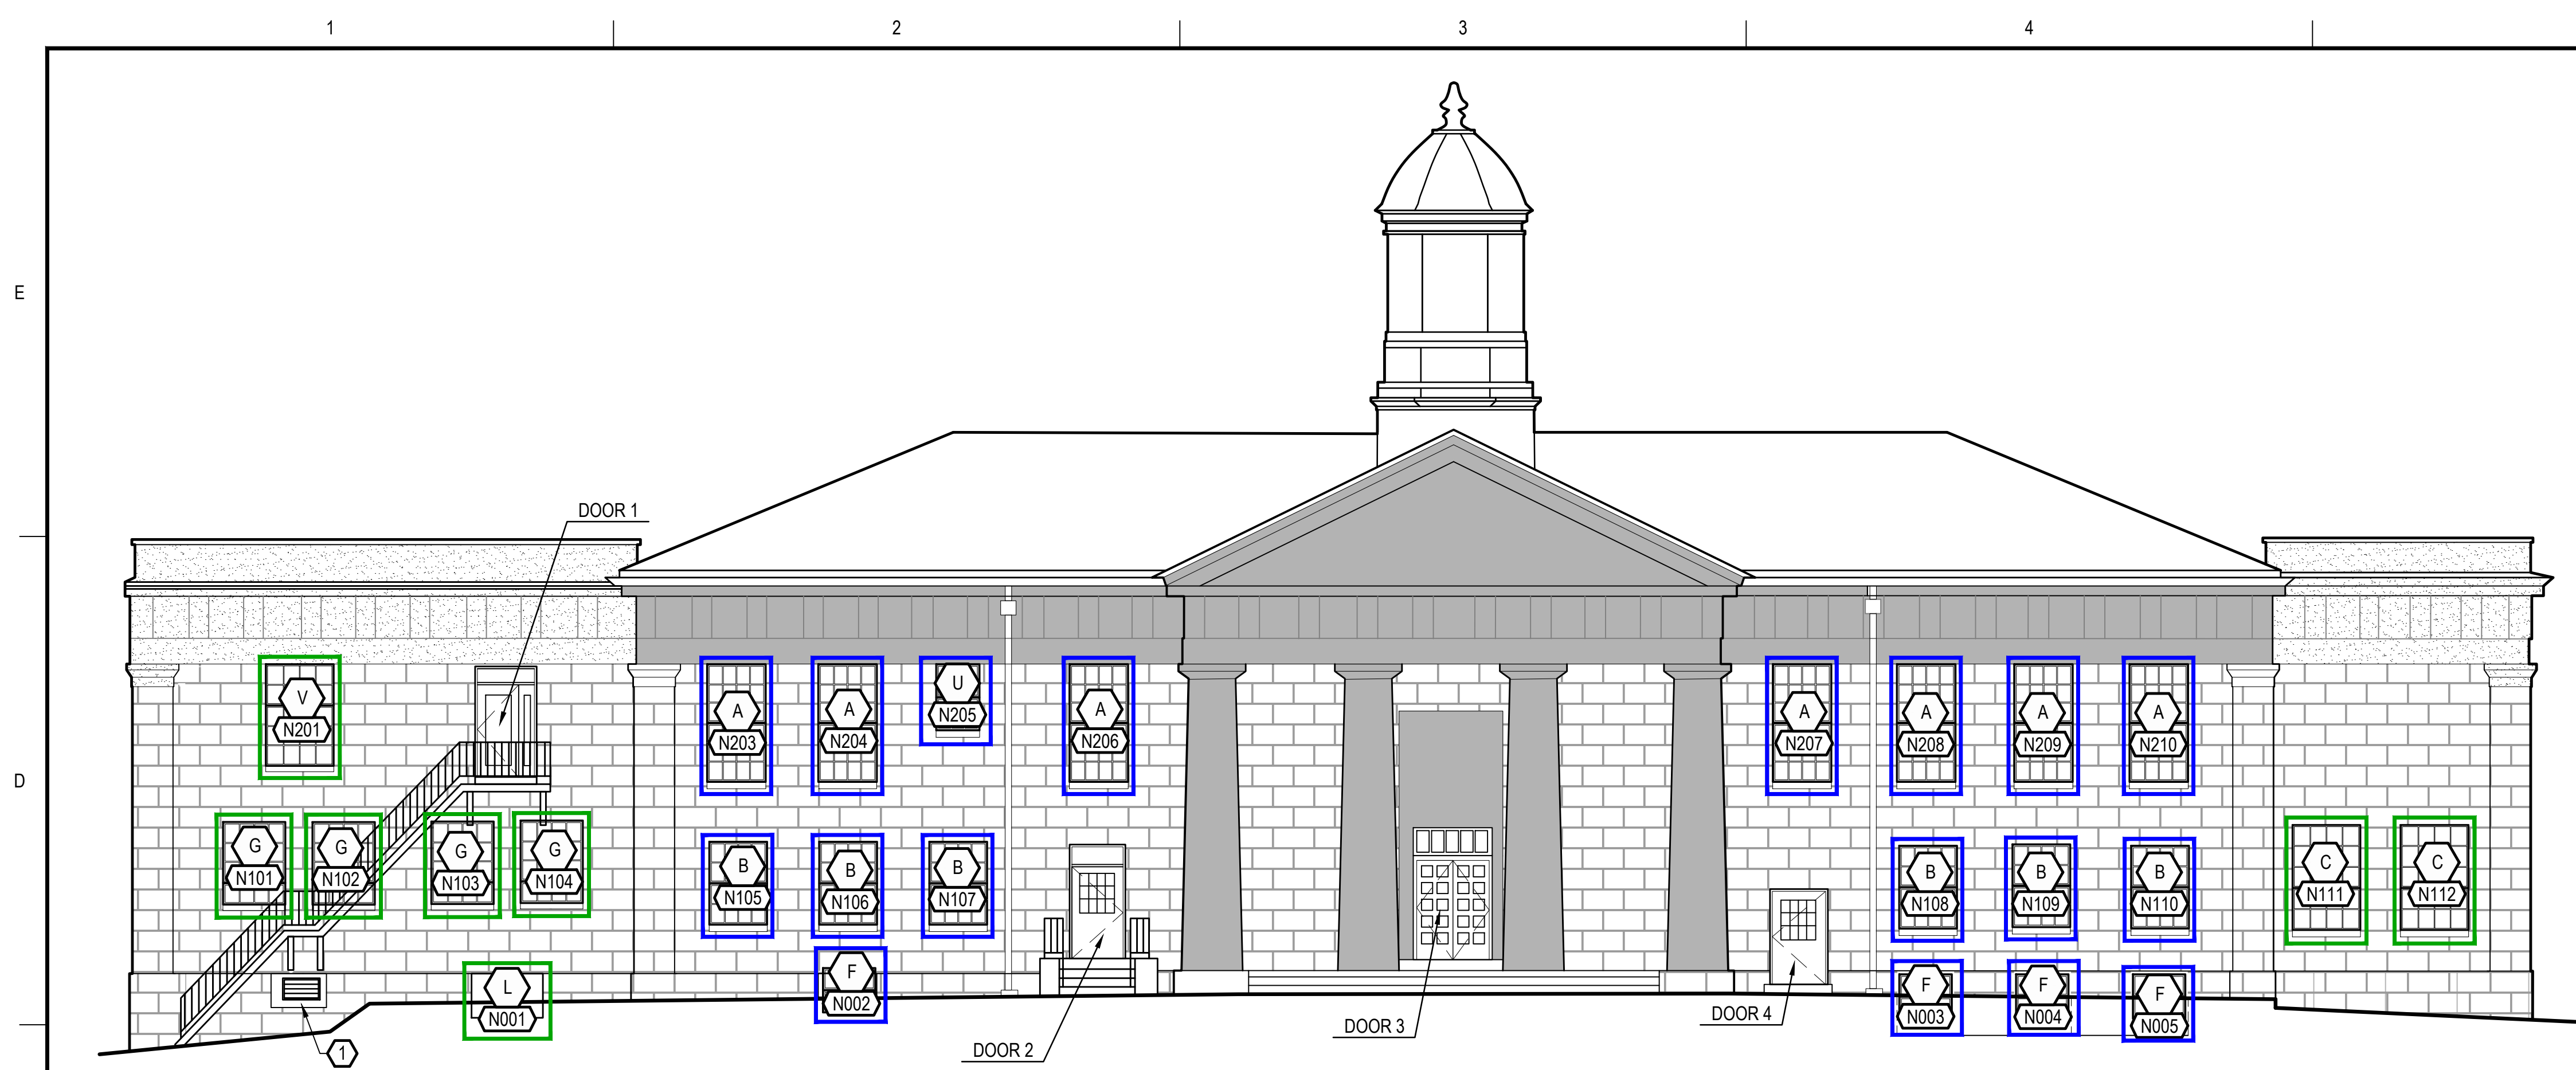 1 2 3 4
E
DOOR 1
D
V
N201
A
N203
A
N204
U
N205
A
N206
A
N207
A
N208
A
N209
A
N210
G
N101
G
N102
G
N103
G
N104
B
N105
B
N106
B
N107
B
N108
B
N109
B
N110
C
N111
C
N112
L
N001
F
N002
F
N003
F
N004
F
N005
1
DOOR 2
DOOR 3
DOOR 4